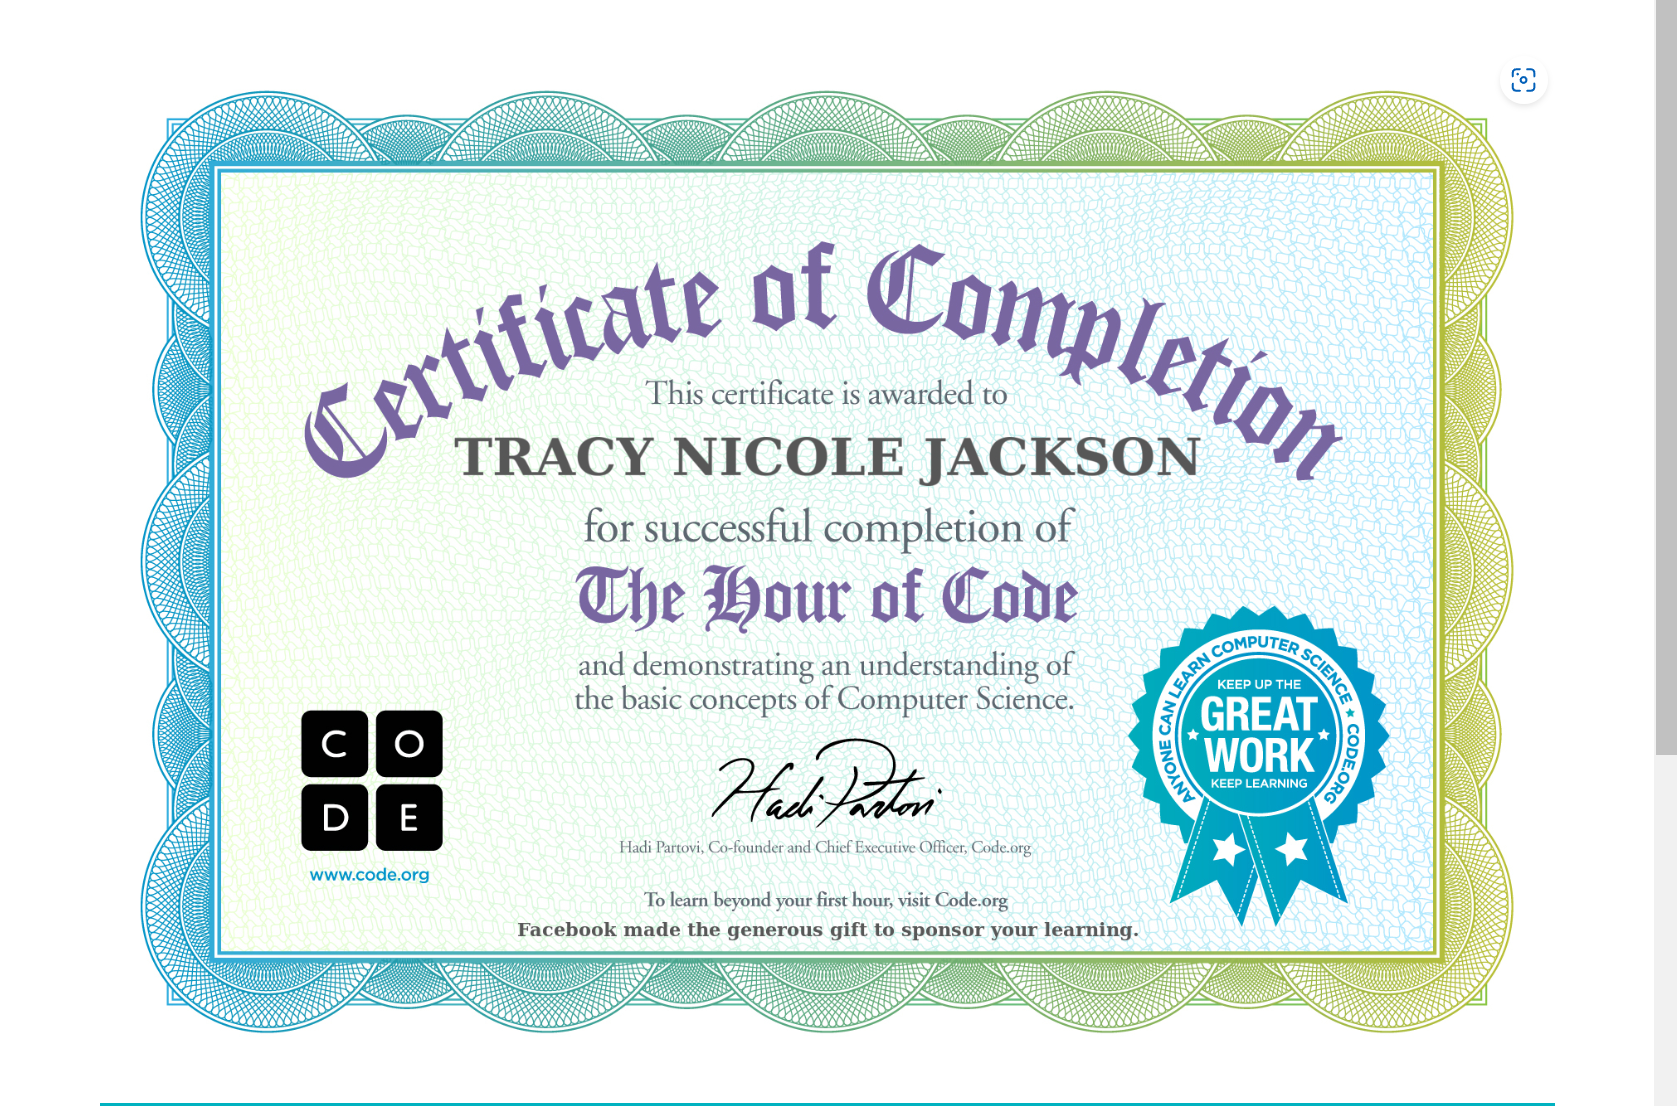 Certificate of Completion
This certificate is awarded to
TRACY NICOLE JACKSON
for successful completion of
The Hour of Code
and demonstrating an understanding of
the basic concepts of Computer Science.
C O
D E
www.code.org
Hadi Partovi
Hadi Partovi, Co-founder and Chief Executive Officer, Code.org
To learn beyond your first hour, visit Code.org
Facebook made the generous gift to sponsor your learning.
ANYONE CAN LEARN COMPUTER SCIENCE ★ CODE.ORG
KEEP UP THE
GREAT
WORK
KEEP LEARNING